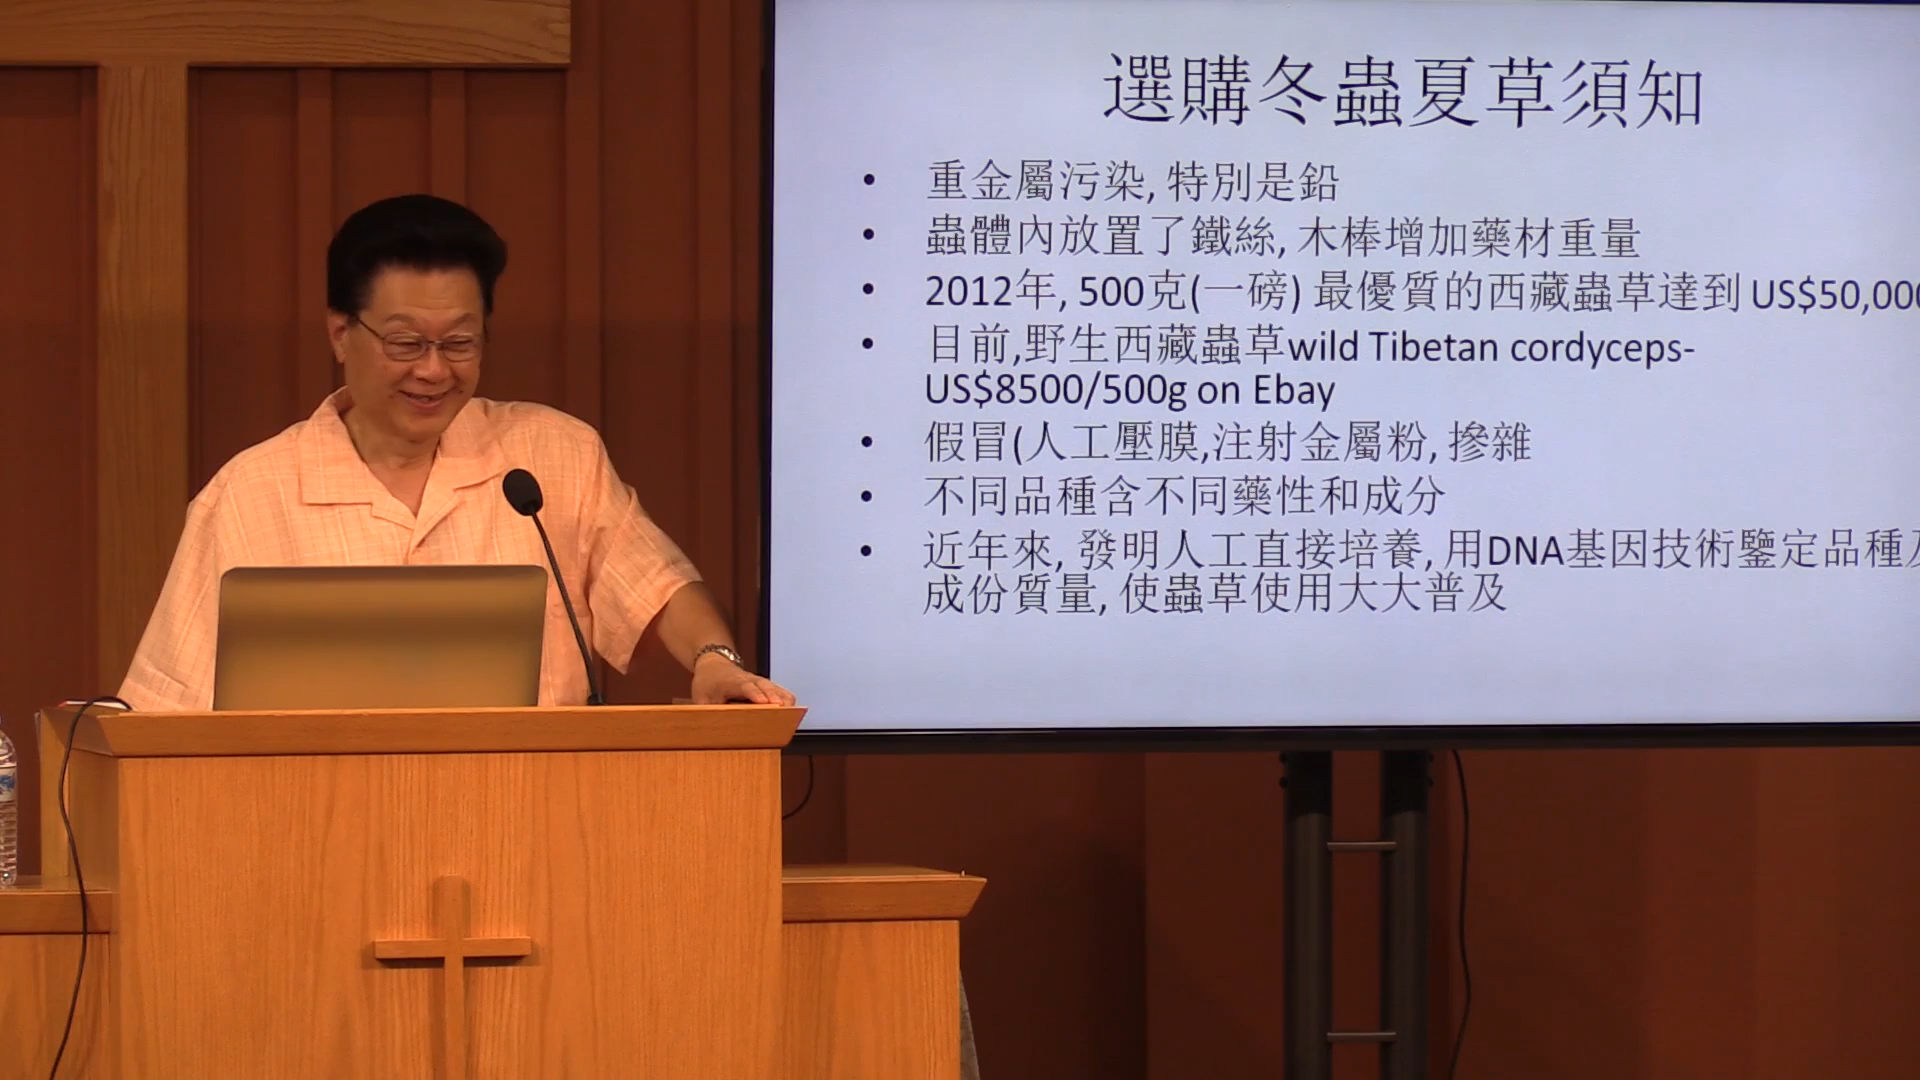 選購冬蟲夏草須知
• 重金屬污染, 特別是鉛
• 蟲體內放置了鐵絲, 木棒增加藥材重量
• 2012年, 500克(一磅) 最優質的西藏蟲草達到 US$50,000
• 目前,野生西藏蟲草wild Tibetan cordyceps-
US$8500/500g on Ebay
• 假冒(人工壓膜,注射金屬粉, 摻雜
• 不同品種含不同藥性和成分
• 近年來, 發明人工直接培養, 用DNA基因技術鑒定品種及
成份質量, 使蟲草使用大大普及